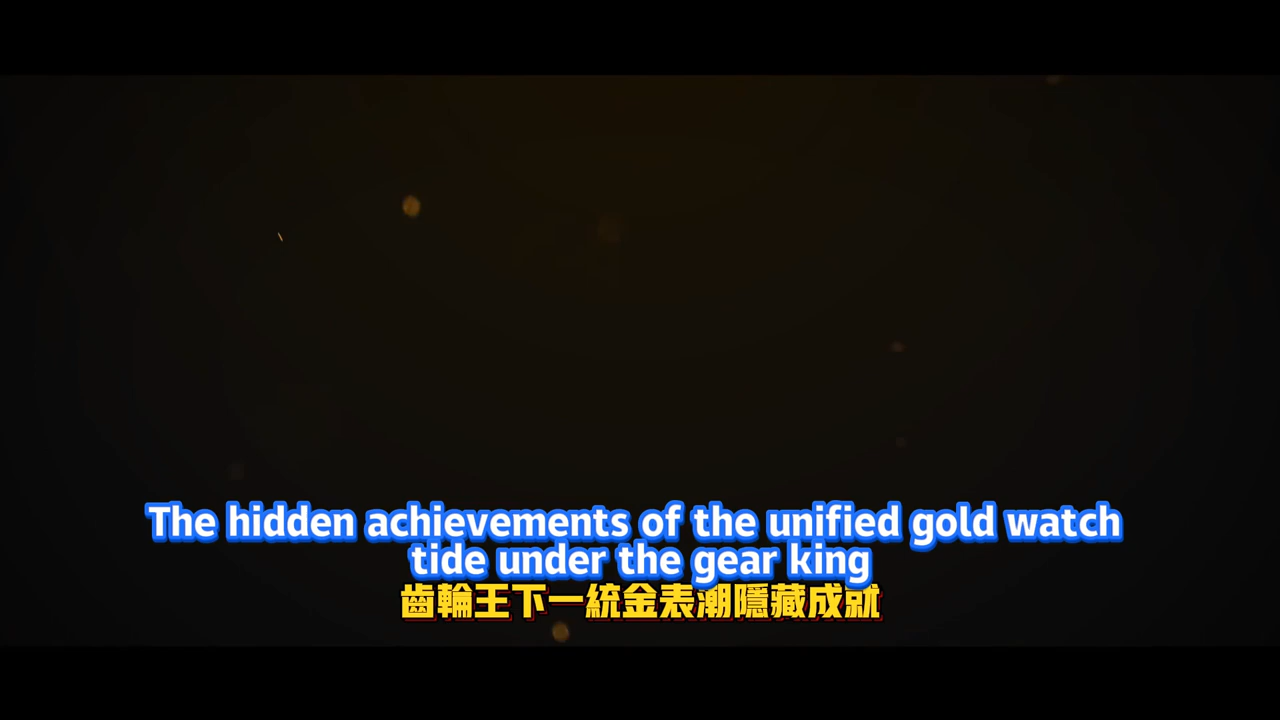 The hidden achievements of the unified gold watch
tide under the gear king
齒輪王下一統金表潮隱藏成就